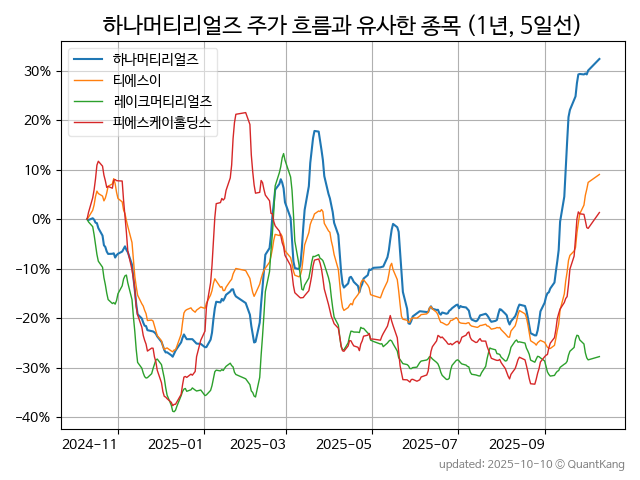 하나머티리얼즈 주가 흐름과 유사한 종목 (1년, 5일선)
하나머티리얼즈
티에스이
레이크머티리얼즈
피에스케이홀딩스
30%
20%
10%
0%
−10%
−20%
−30%
−40%
2024-11
2025-01
2025-03
2025-05
2025-07
2025-09
updated: 2025-10-10 © QuantKang